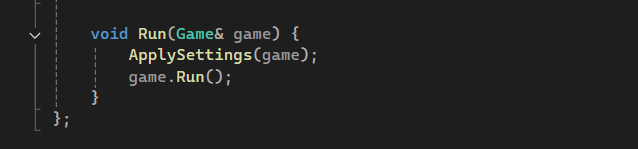 void Run(Game& game) {
ApplySettings(game);
game.Run();
}
};